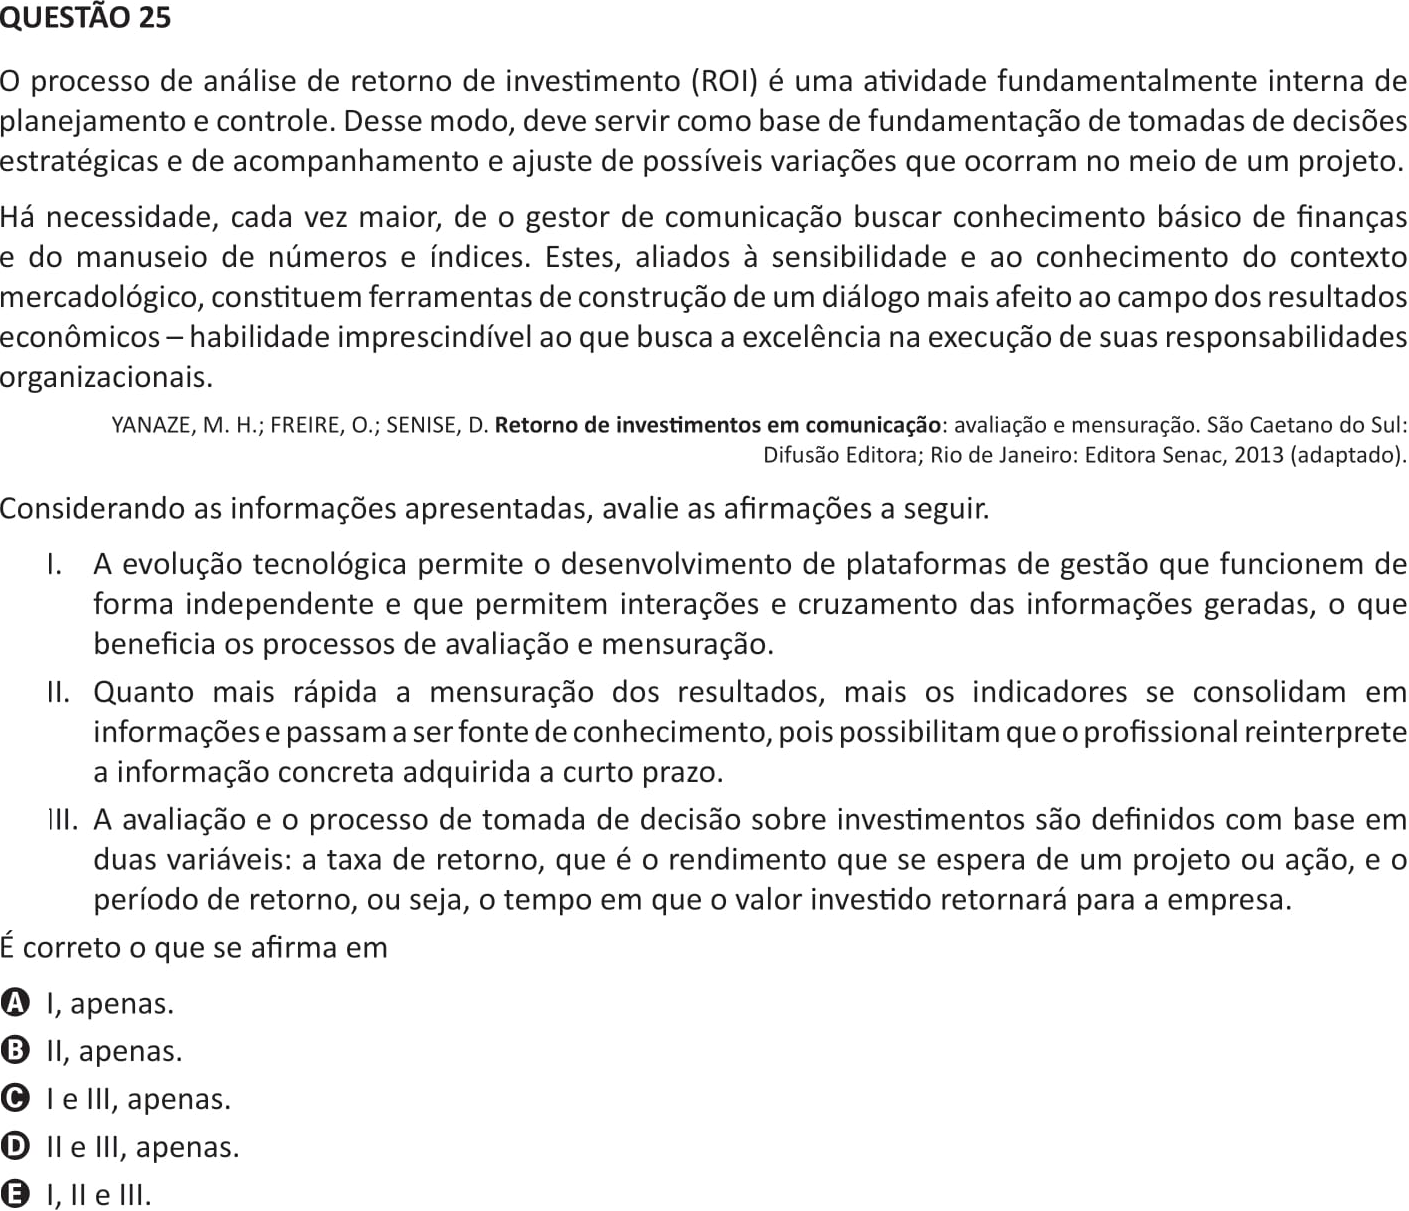 QUESTÃO 25
O processo de análise de retorno de investimento (ROI) é uma atividade fundamentalmente interna de
planejamento e controle. Desse modo, deve servir como base de fundamentação de tomadas de decisões
estratégicas e de acompanhamento e ajuste de possíveis variações que ocorram no meio de um projeto.
Há necessidade, cada vez maior, de o gestor de comunicação buscar conhecimento básico de finanças
e do manuseio de números e índices. Estes, aliados à sensibilidade e ao conhecimento do contexto
mercadológico, constituem ferramentas de construção de um diálogo mais afeito ao campo dos resultados
econômicos – habilidade imprescindível ao que busca a excelência na execução de suas responsabilidades
organizacionais.
YANAZE, M. H.; FREIRE, O.; SENISE, D. Retorno de investimentos em comunicação: avaliação e mensuração. São Caetano do Sul:
Difusão Editora; Rio de Janeiro: Editora Senac, 2013 (adaptado).
Considerando as informações apresentadas, avalie as afirmações a seguir.
I. A evolução tecnológica permite o desenvolvimento de plataformas de gestão que funcionem de
forma independente e que permitem interações e cruzamento das informações geradas, o que
beneficia os processos de avaliação e mensuração.
II. Quanto mais rápida a mensuração dos resultados, mais os indicadores se consolidam em
informações e passam a ser fonte de conhecimento, pois possibilitam que o profissional reinterprete
a informação concreta adquirida a curto prazo.
III. A avaliação e o processo de tomada de decisão sobre investimentos são definidos com base em
duas variáveis: a taxa de retorno, que é o rendimento que se espera de um projeto ou ação, e o
período de retorno, ou seja, o tempo em que o valor investido retornará para a empresa.
É correto o que se afirma em
A I, apenas.
B II, apenas.
C I e III, apenas.
D II e III, apenas.
E I, II e III.